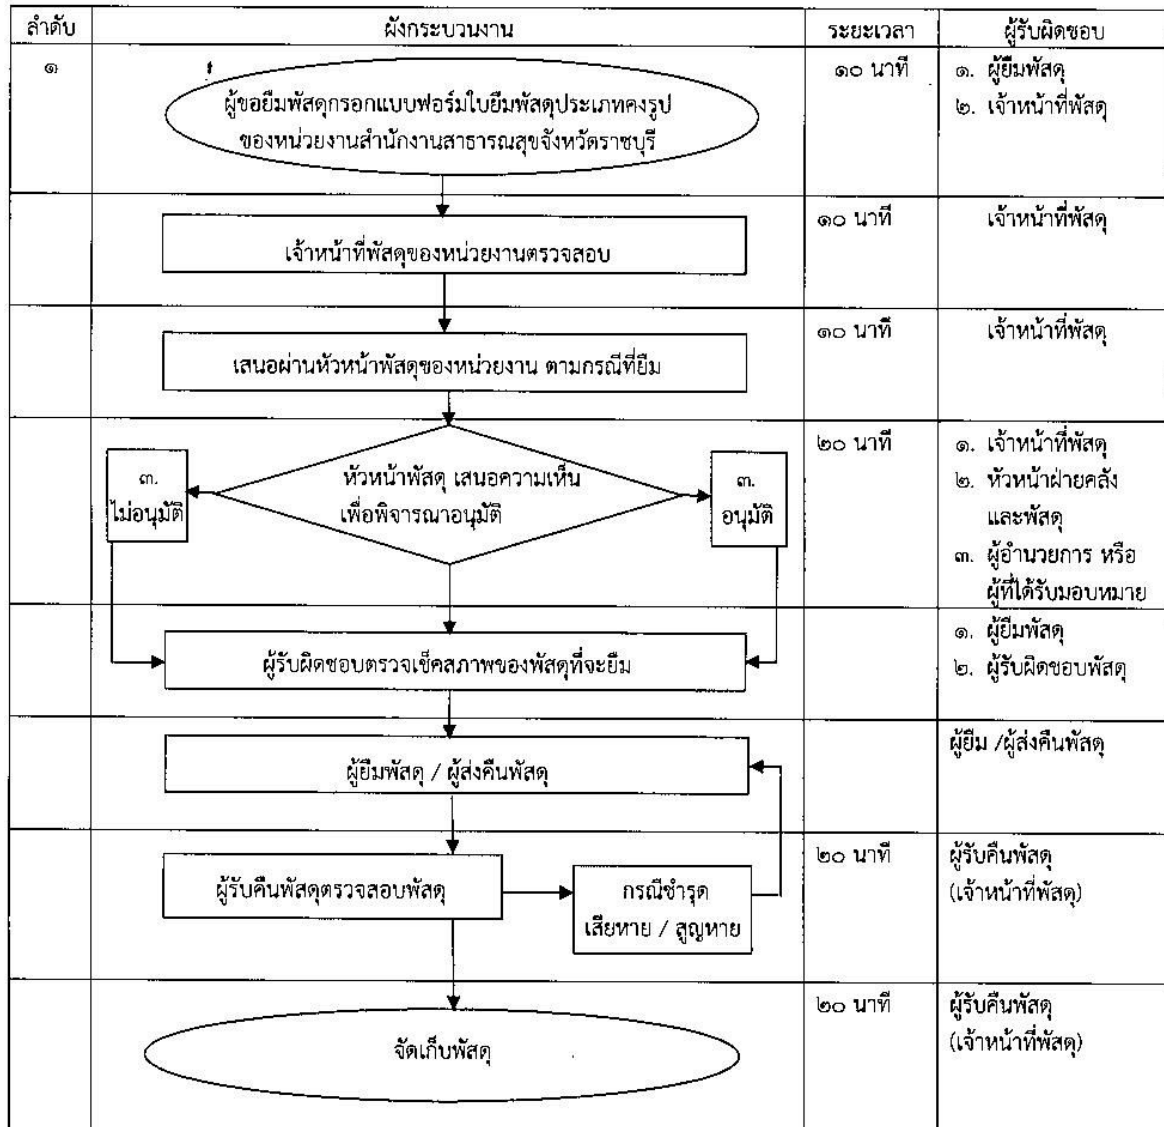 ลำดับ
ผังกระบวนงาน
ระยะเวลา
ผู้รับผิดชอบ
๑
ผู้ขอยืมพัสดุกรอกแบบฟอร์มใบยืมพัสดุประเภทคงรูป
ของหน่วยงานสำนักงานสาธารณสุขจังหวัดราชบุรี
๑๐ นาที
๑. ผู้ยืมพัสดุ
๒. เจ้าหน้าที่พัสดุ
เจ้าหน้าที่พัสดุของหน่วยงานตรวจสอบ
๑๐ นาที
เจ้าหน้าที่พัสดุ
เสนอผ่านหัวหน้าพัสดุของหน่วยงาน ตามกรณีที่ยืม
๑๐ นาที
เจ้าหน้าที่พัสดุ
๓.
ไม่อนุมัติ
หัวหน้าพัสดุ เสนอความเห็น
เพื่อพิจารณาอนุมัติ
๓.
อนุมัติ
๒๐ นาที
๑. เจ้าหน้าที่พัสดุ
๒. หัวหน้าฝ่ายคลัง
และพัสดุ
๓. ผู้อำนวยการ หรือ
ผู้ที่ได้รับมอบหมาย
ผู้รับผิดชอบตรวจเช็คสภาพของพัสดุที่จะยืม
๑. ผู้ยืมพัสดุ
๒. ผู้รับผิดชอบพัสดุ
ผู้ยืมพัสดุ / ผู้ส่งคืนพัสดุ
ผู้ยืม /ผู้ส่งคืนพัสดุ
ผู้รับคืนพัสดุตรวจสอบพัสดุ
กรณีชำรุด
เสียหาย / สูญหาย
๒๐ นาที
ผู้รับคืนพัสดุ
(เจ้าหน้าที่พัสดุ)
จัดเก็บพัสดุ
๒๐ นาที
ผู้รับคืนพัสดุ
(เจ้าหน้าที่พัสดุ)